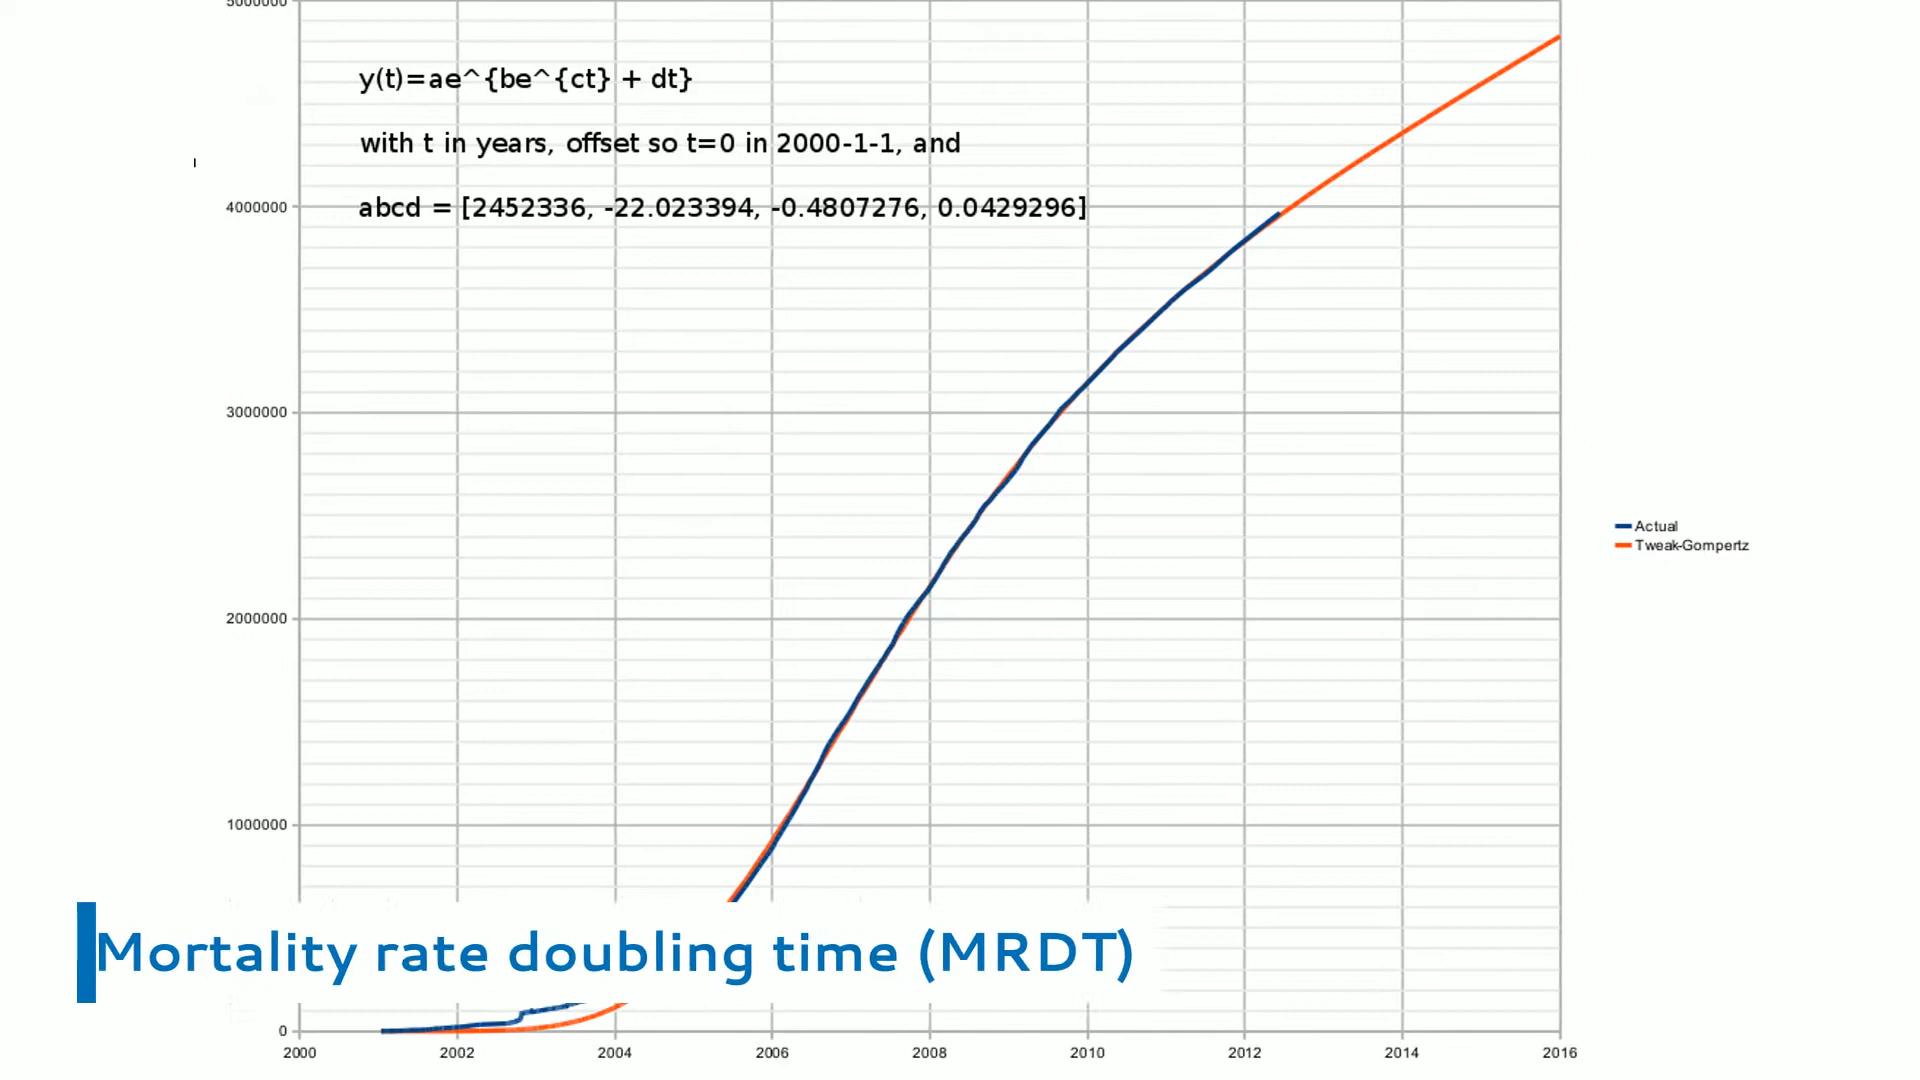 5000000
y(t)=ae^{be^{ct} + dt}
with t in years, offset so t=0 in 2000-1-1, and
4000000
abcd = [2452336, -22.023394, -0.4807276, 0.0429296]
3000000
Actual
Tweak-Gompertz
2000000
1000000
Mortality rate doubling time (MRDT)
0
2000 2002 2004 2006 2008 2010 2012 2014 2016